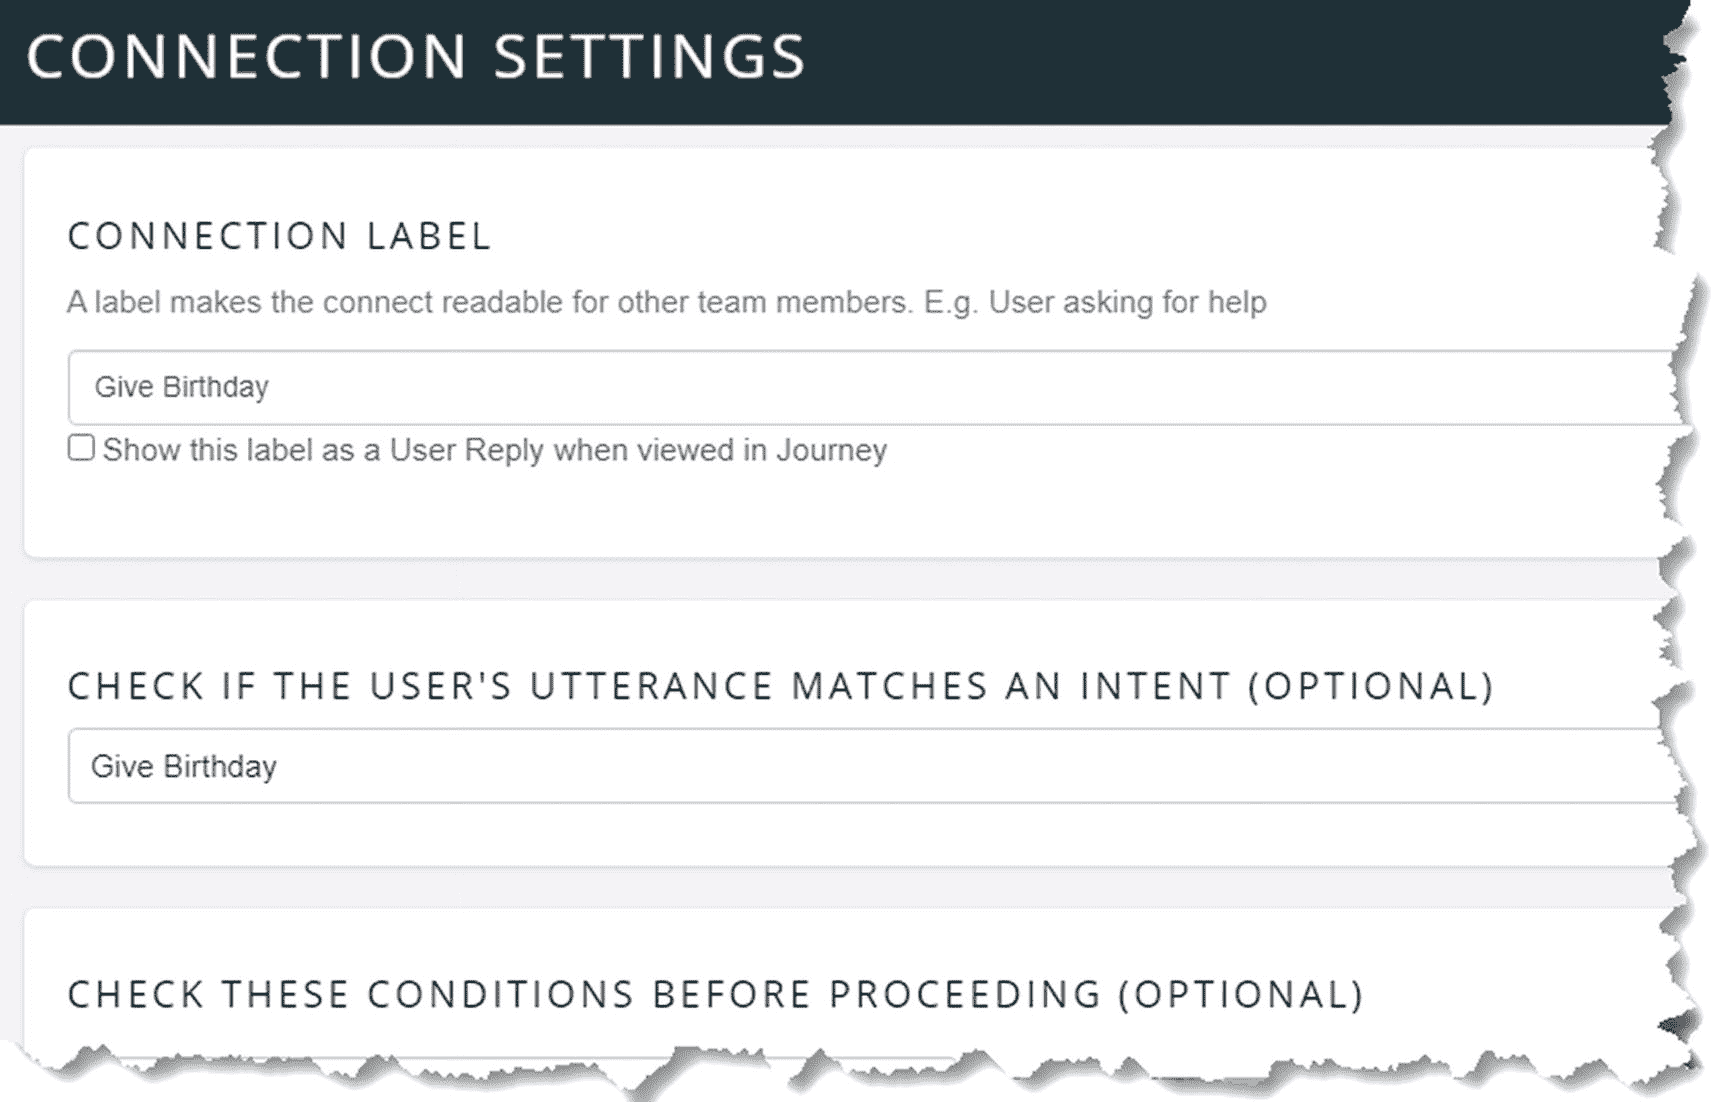 CONNECTION SETTINGS
CONNECTION LABEL
A label makes the connect readable for other team members. E.g. User asking for help
Give Birthday
Show this label as a User Reply when viewed in Journey
CHECK IF THE USER'S UTTERANCE MATCHES AN INTENT (OPTIONAL)
Give Birthday
CHECK THESE CONDITIONS BEFORE PROCEEDING (OPTIONAL)